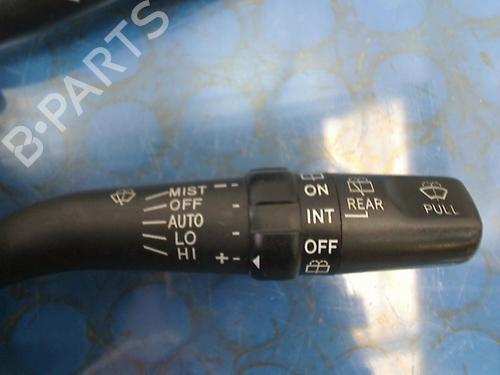 B-PARTS
MIST
OFF
AUTO
LO
HI
- +
ON
INT
OFF
REAR
PULL